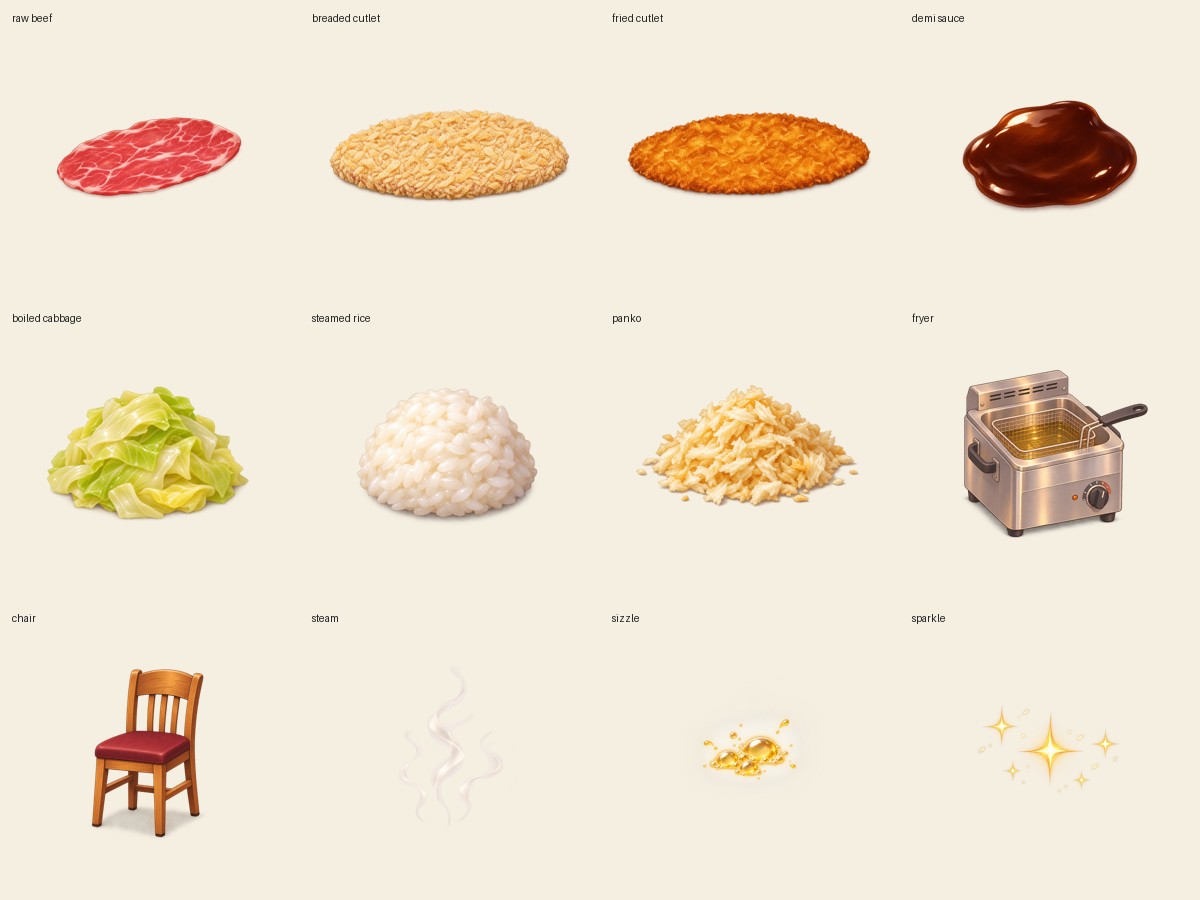 raw beef
breaded cutlet
fried cutlet
demi sauce
boiled cabbage
steamed rice
panko
fryer
chair
steam
sizzle
sparkle